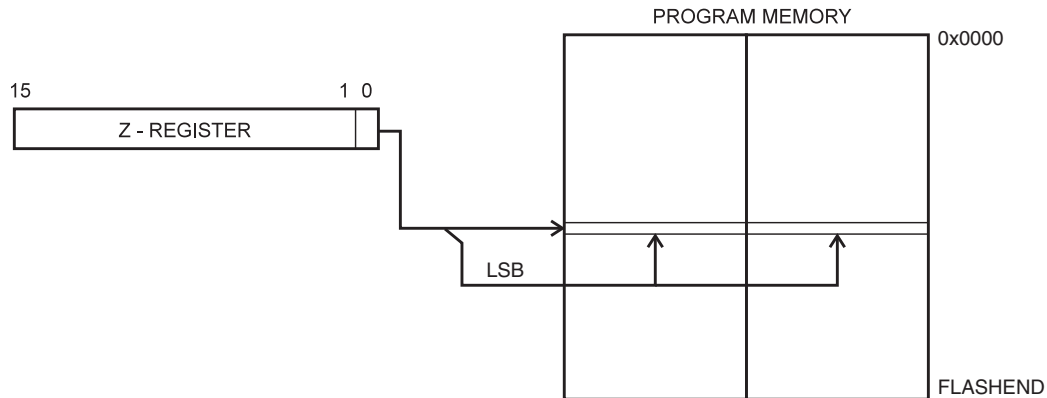 PROGRAM MEMORY
0x0000
15 1 0
Z - REGISTER
LSB
FLASHEND